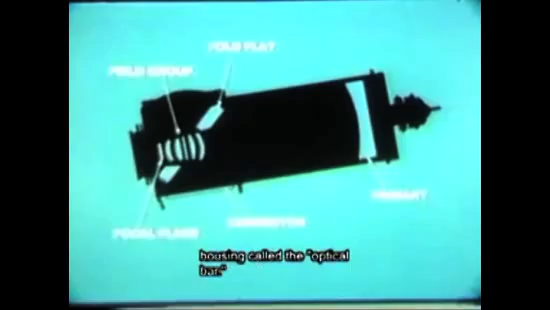 FOLD FLAT
FIELD GROUP
PRIMARY
CORRECTOR
FOCAL PLANE
housing called the "optical
bar."